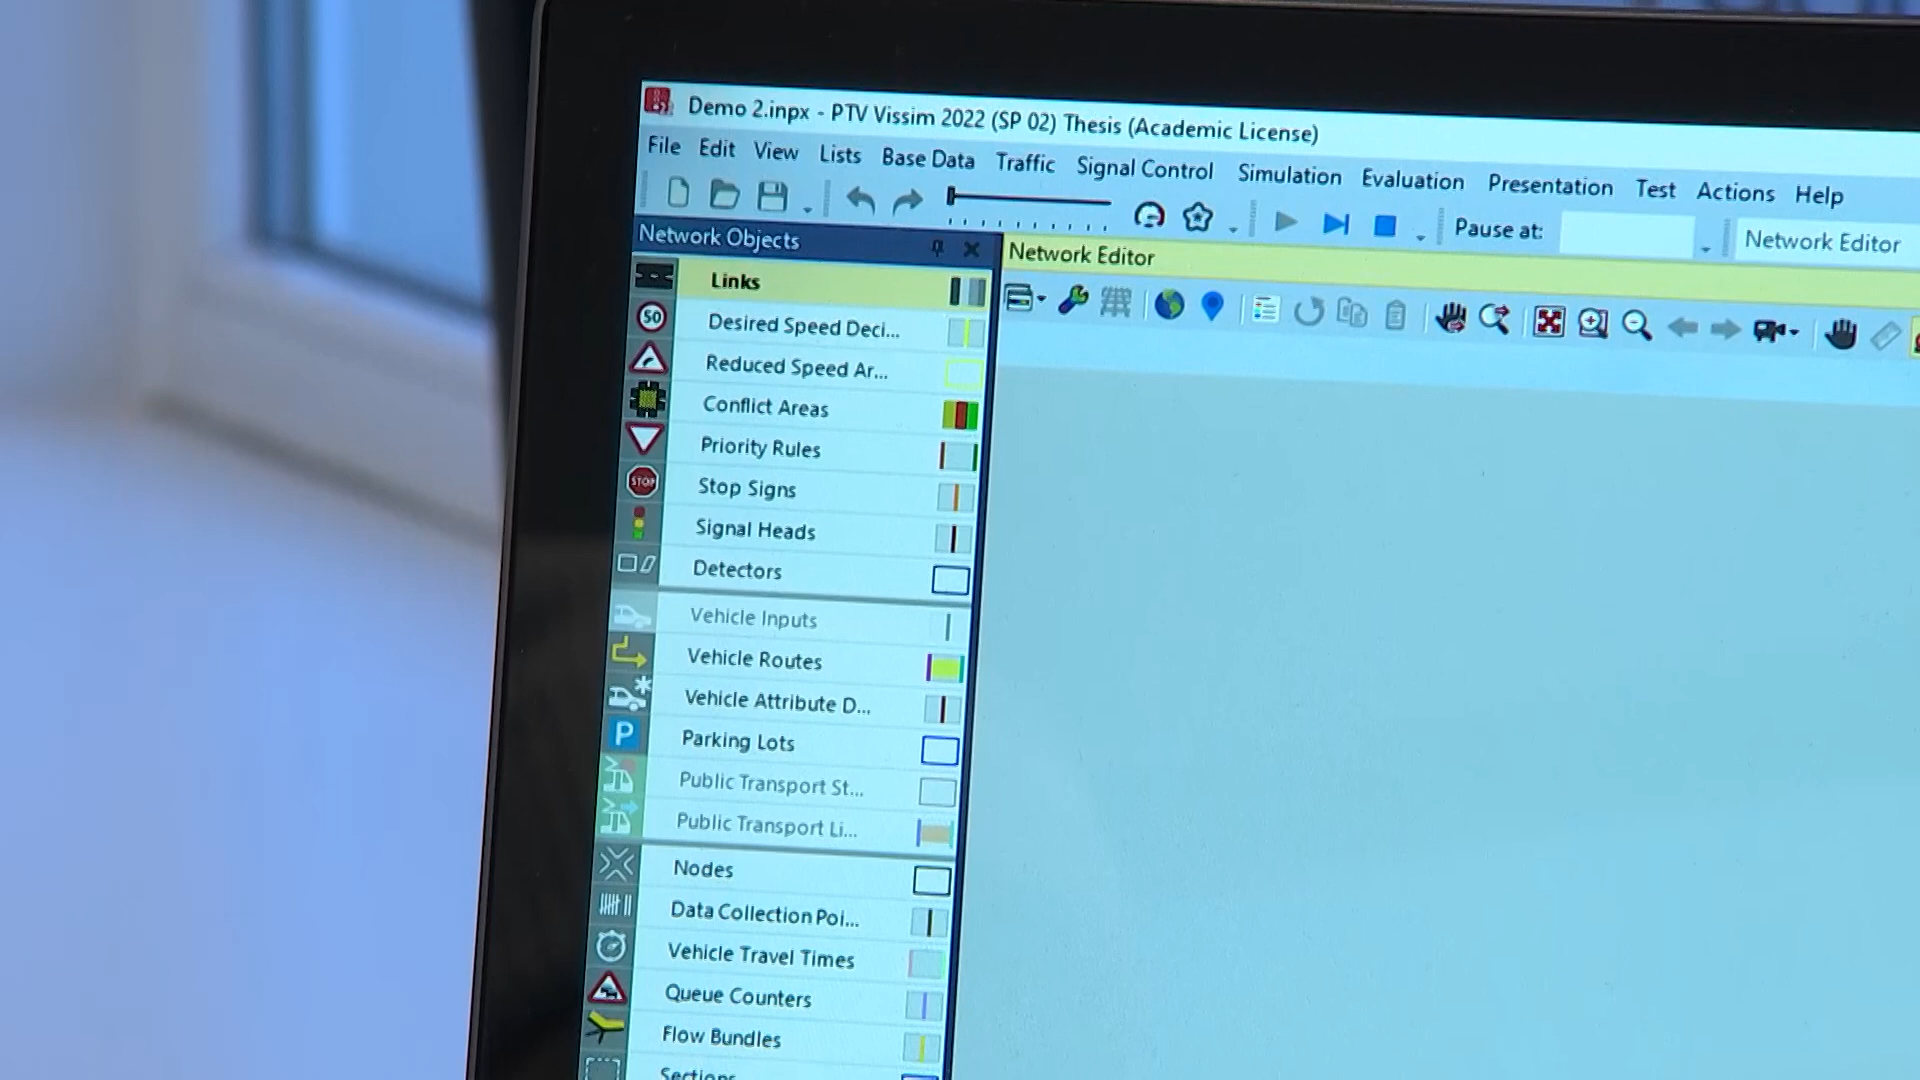 Demo 2.inpx - PTV Vissim 2022 (SP 02) Thesis (Academic License)
File Edit View Lists Base Data Traffic Signal Control Simulation Evaluation Presentation Test Actions Help
Pause at:
Network Editor
Network Objects
Network Editor
Links
50
Desired Speed Deci...
Reduced Speed Ar...
Conflict Areas
Priority Rules
STOP
Stop Signs
Signal Heads
Detectors
Vehicle Inputs
Vehicle Routes
Vehicle Attribute D...
P
Parking Lots
Public Transport St...
Public Transport Li...
Nodes
Data Collection Poi...
Vehicle Travel Times
Queue Counters
Flow Bundles
Sections